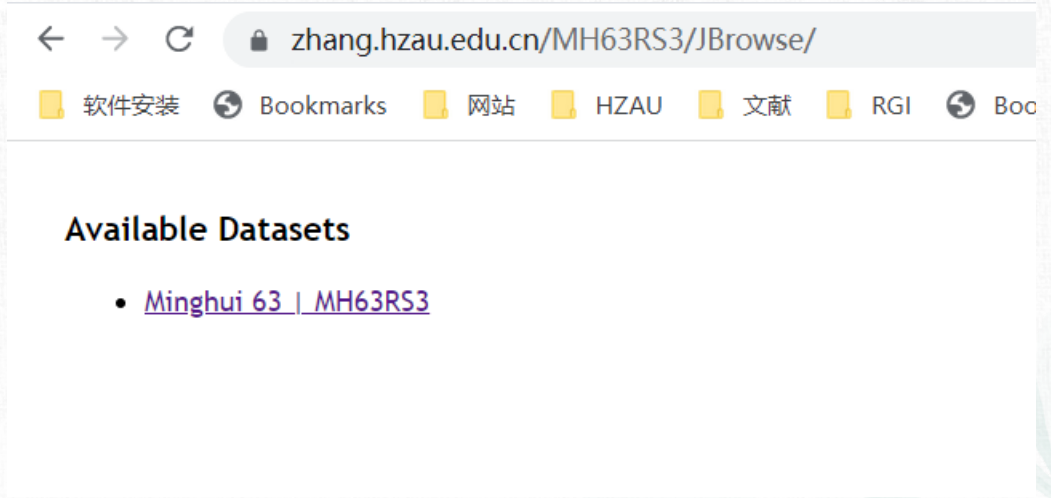 zhang.hzau.edu.cn/MH63RS3/JBrowse/
软件安装 Bookmarks 网站 HZAU 文献 RGI Boo
Available Datasets
• Minghui 63 | MH63RS3